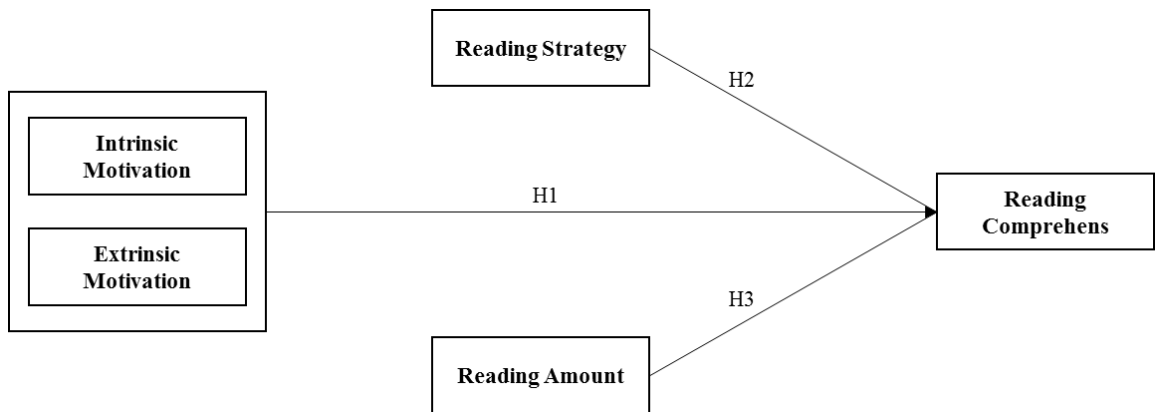 Reading Strategy
H2
Intrinsic
Motivation
H1
Reading
Comprehens
Extrinsic
Motivation
H3
Reading Amount